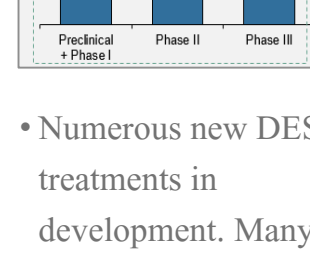 Preclinical Phase II Phase III
+ Phase I
• Numerous new DES
treatments in
development. Many